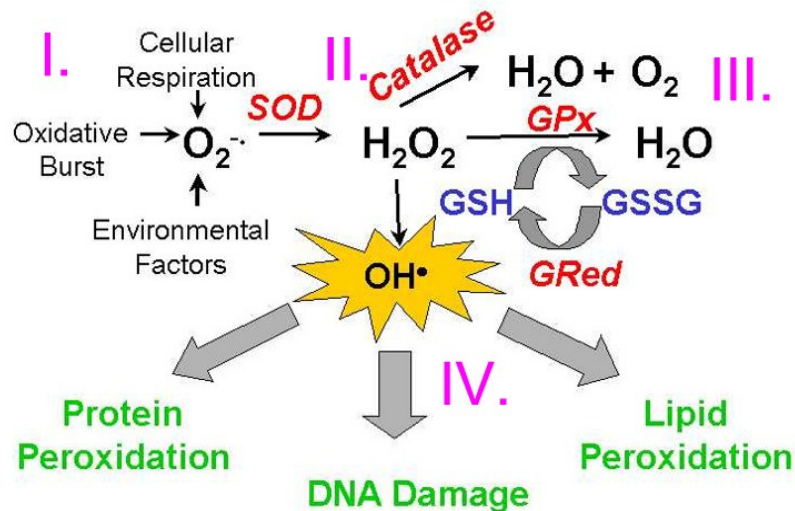 I.
Cellular
Respiration
II.
Catalase
H₂O + O₂
III.
SOD
GPx
Oxidative
Burst
O₂⁻·
H₂O₂
H₂O
GSH
GSSG
Environmental
Factors
GRed
OH•
IV.
Protein
Peroxidation
DNA Damage
Lipid
Peroxidation